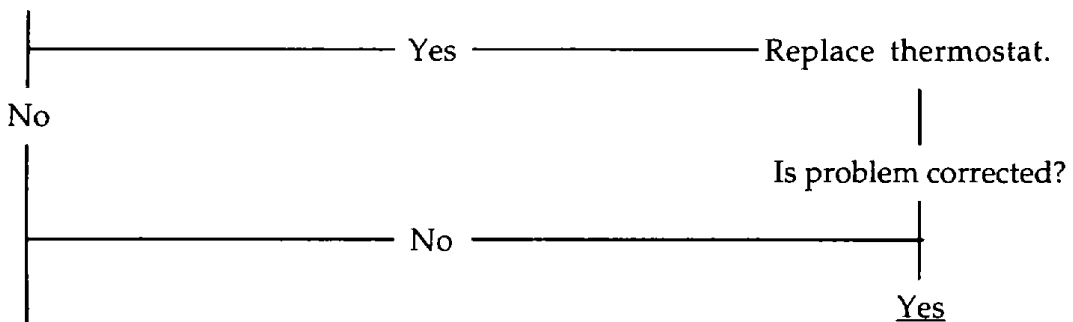 Yes Replace thermostat.
No
Is problem corrected?
No
Yes